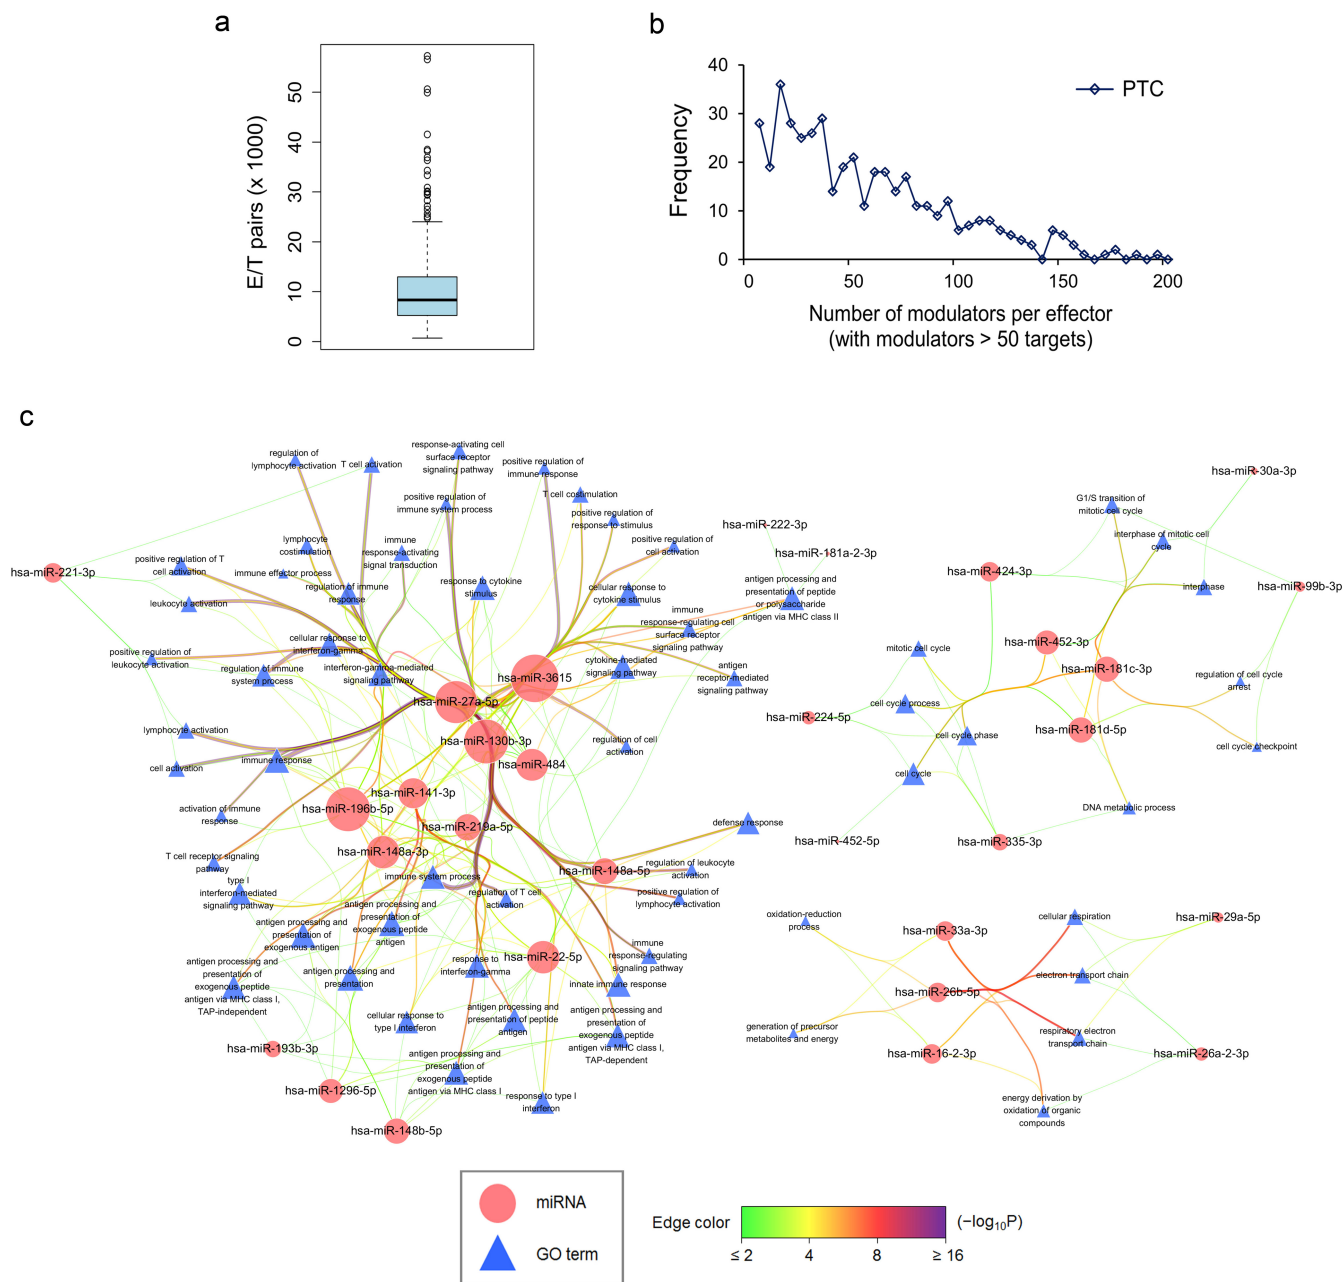 a
E/T pairs (x 1000)
50
40
30
20
10
0
b
Frequency
40
30
20
10
0
0
50
100
150
200
PTC
Number of modulators per effector
(with modulators > 50 targets)
c
regulation of
lymphocyte activation
T cell activation
response-activating cell
surface receptor
signaling pathway
positive regulation of
immune response
T cell costimulation
positive regulation of
immune system process
positive regulation of
response to stimulus
positive regulation of
cell activation
lymphocyte
costimulation
immune
response-activating
signal transduction
positive regulation of T
cell activation
immune effector process
regulation of immune
response
response to cytokine
stimulus
cellular response to
cytokine stimulus
hsa-miR-221-3p
leukocyte activation
hsa-miR-222-3p
hsa-miR-181a-2-3p
antigen processing and
presentation of peptide
or polysaccharide
antigen via MHC class II
immune
response-regulating cell
surface receptor
signaling pathway
cellular response to
interferon-gamma
positive regulation of
leukocyte activation
regulation of immune
system process
interferon-gamma-mediated
signaling pathway
cytokine-mediated
signaling pathway
antigen
receptor-mediated
signaling pathway
hsa-miR-3615
hsa-miR-27a-5p
lymphocyte activation
hsa-miR-130b-3p
regulation of cell
activation
cell activation
immune response
hsa-miR-484
hsa-miR-141-3p
hsa-miR-196b-5p
activation of immune
response
hsa-miR-219a-5p
defense response
hsa-miR-148a-3p
T cell receptor signaling
pathway
hsa-miR-148a-5p
regulation of leukocyte
activation
type I
interferon-mediated
signaling pathway
immune system process
regulation of T cell
activation
positive regulation of
lymphocyte activation
antigen processing and
presentation of
exogenous antigen
antigen processing and
presentation of
exogenous peptide
antigen
immune
response-regulating
signaling pathway
hsa-miR-22-5p
antigen processing and
presentation of
exogenous peptide
antigen via MHC class I,
TAP-independent
antigen processing and
presentation
response to
interferon-gamma
innate immune response
cellular response to
type I interferon
antigen processing and
presentation of peptide
antigen
antigen processing and
presentation of
exogenous peptide
antigen via MHC class I,
TAP-dependent
hsa-miR-193b-3p
antigen processing and
presentation of
exogenous peptide
antigen via MHC class I
hsa-miR-1296-5p
response to type I
interferon
hsa-miR-148b-5p
hsa-miR-30a-3p
G1/S transition of
mitotic cell cycle
interphase of mitotic cell
cycle
hsa-miR-424-3p
interphase
hsa-miR-99b-3p
hsa-miR-452-3p
mitotic cell cycle
hsa-miR-181c-3p
regulation of cell cycle
arrest
cell cycle process
hsa-miR-224-5p
hsa-miR-181d-5p
cell cycle phase
cell cycle checkpoint
cell cycle
DNA metabolic process
hsa-miR-452-5p
hsa-miR-335-3p
oxidation-reduction
process
cellular respiration
hsa-miR-29a-5p
hsa-miR-33a-3p
electron transport chain
hsa-miR-26b-5p
generation of precursor
metabolites and energy
respiratory electron
transport chain
hsa-miR-16-2-3p
hsa-miR-26a-2-3p
energy derivation by
oxidation of organic
compounds
miRNA
GO term
Edge color
(−log₁₀P)
≤ 2
4
8
≥ 16